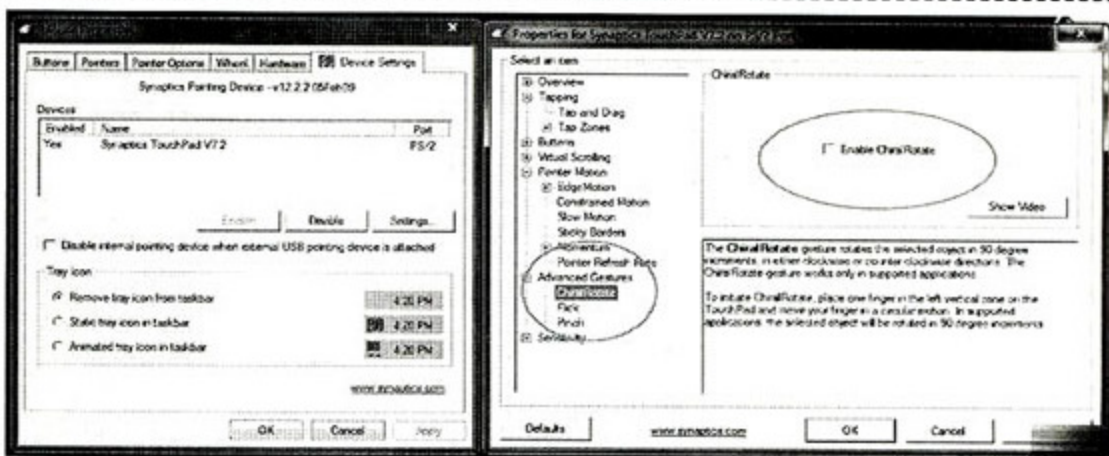 Buttons Pointers Pointer Options Wheel Hardware Device Settings
Synaptics Pointing Device - v12.2.2 05Feb09
Devices
Enabled Name Port
Yes Synaptics TouchPad V7.2 PS/2
Enable Disable Settings...
Disable internal pointing device when external USB pointing device is attached
Tray Icon
Remove tray icon from taskbar 4:20 PM
Static tray icon in taskbar 4:20 PM
Animated tray icon in taskbar 4:20 PM
www.synaptics.com
OK Cancel Apply
Properties for Synaptics TouchPad V7.2 on PS/2 Port
Select an item
Overview
Tapping
Tap and Drag
Tap Zones
Buttons
Virtual Scrolling
Pointer Motion
EdgeMotion
Constrained Motion
Slow Motion
Sticky Borders
Momentum
Pointer Refresh Rate
Advanced Gestures
ChiralRotate
Flick
Pinch
Sensitivity
ChiralRotate
Enable ChiralRotate
Show Video
The ChiralRotate gesture rotates the selected object in 90 degree
increments, in either clockwise or counter clockwise directions. The
ChiralRotate gesture works only in supported applications.
To initiate ChiralRotate, place one finger in the left vertical zone on the
TouchPad and move your finger in a circular motion. In supported
applications, the selected object will be rotated in 90 degree increments.
Defaults www.synaptics.com OK Cancel